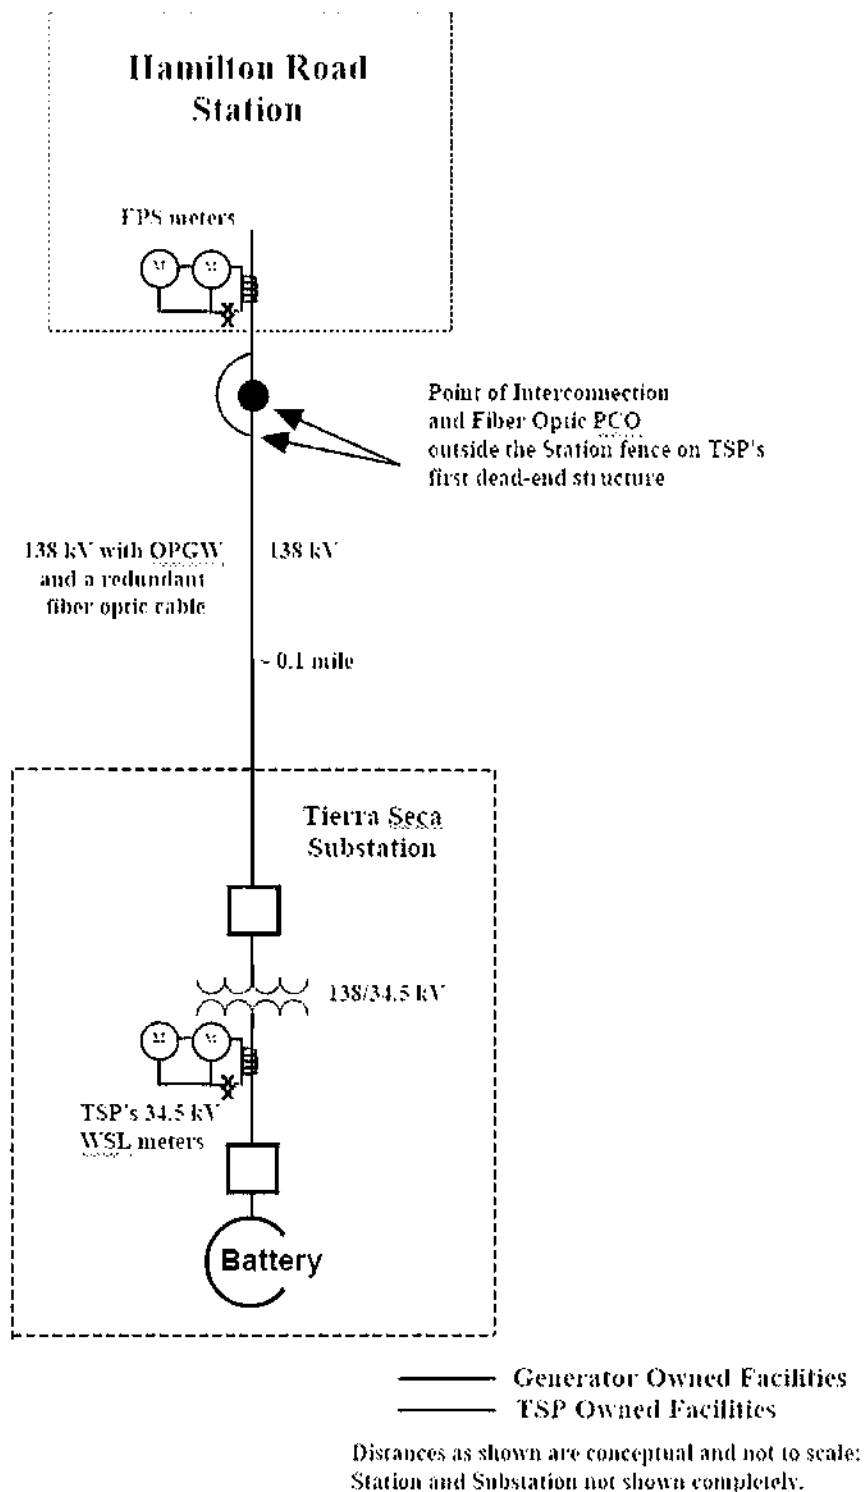 Hamilton Road
Station
EPS meters
M M
Point of Interconnection
and Fiber Optic PCO
outside the Station fence on TSP's
first dead-end structure
138 kV with OPGW
and a redundant
fiber optic cable
138 kV
~ 0.1 mile
Tierra Seca
Substation
138/34.5 kV
M M
TSP's 34.5 kV
WSL meters
Battery
Generator Owned Facilities
TSP Owned Facilities
Distances as shown are conceptual and not to scale;
Station and Substation not shown completely.